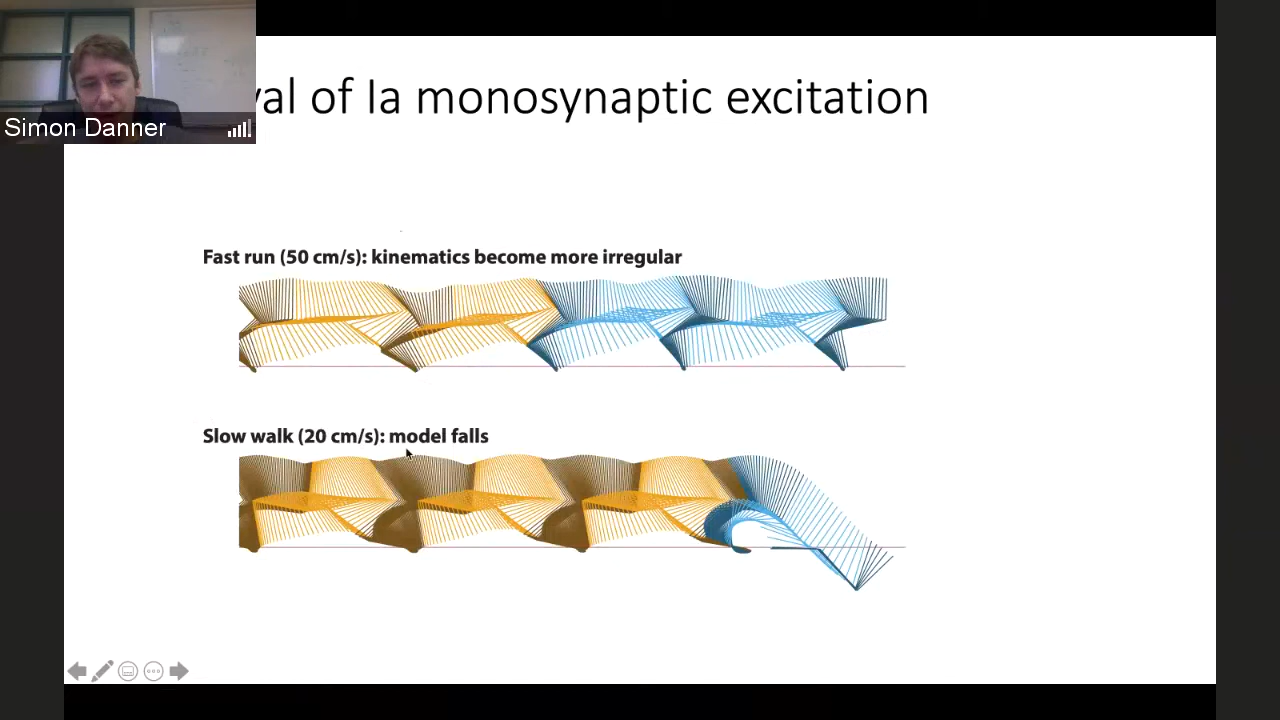 of Ia monosynaptic excitation
Simon Danner
Fast run (50 cm/s): kinematics become more irregular
Slow walk (20 cm/s): model falls